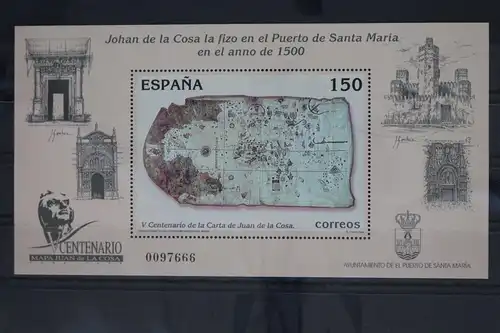 Johan de la Cosa la fizo en el Puerto de Santa María
en el anno de 1500
ESPAÑA 150
V Centenario de la Carta de Juan de la Cosa. correos
V CENTENARIO
MAPA JUAN DE LA COSA
0097666
AYUNTAMIENTO DE EL PUERTO DE SANTA MARÍA